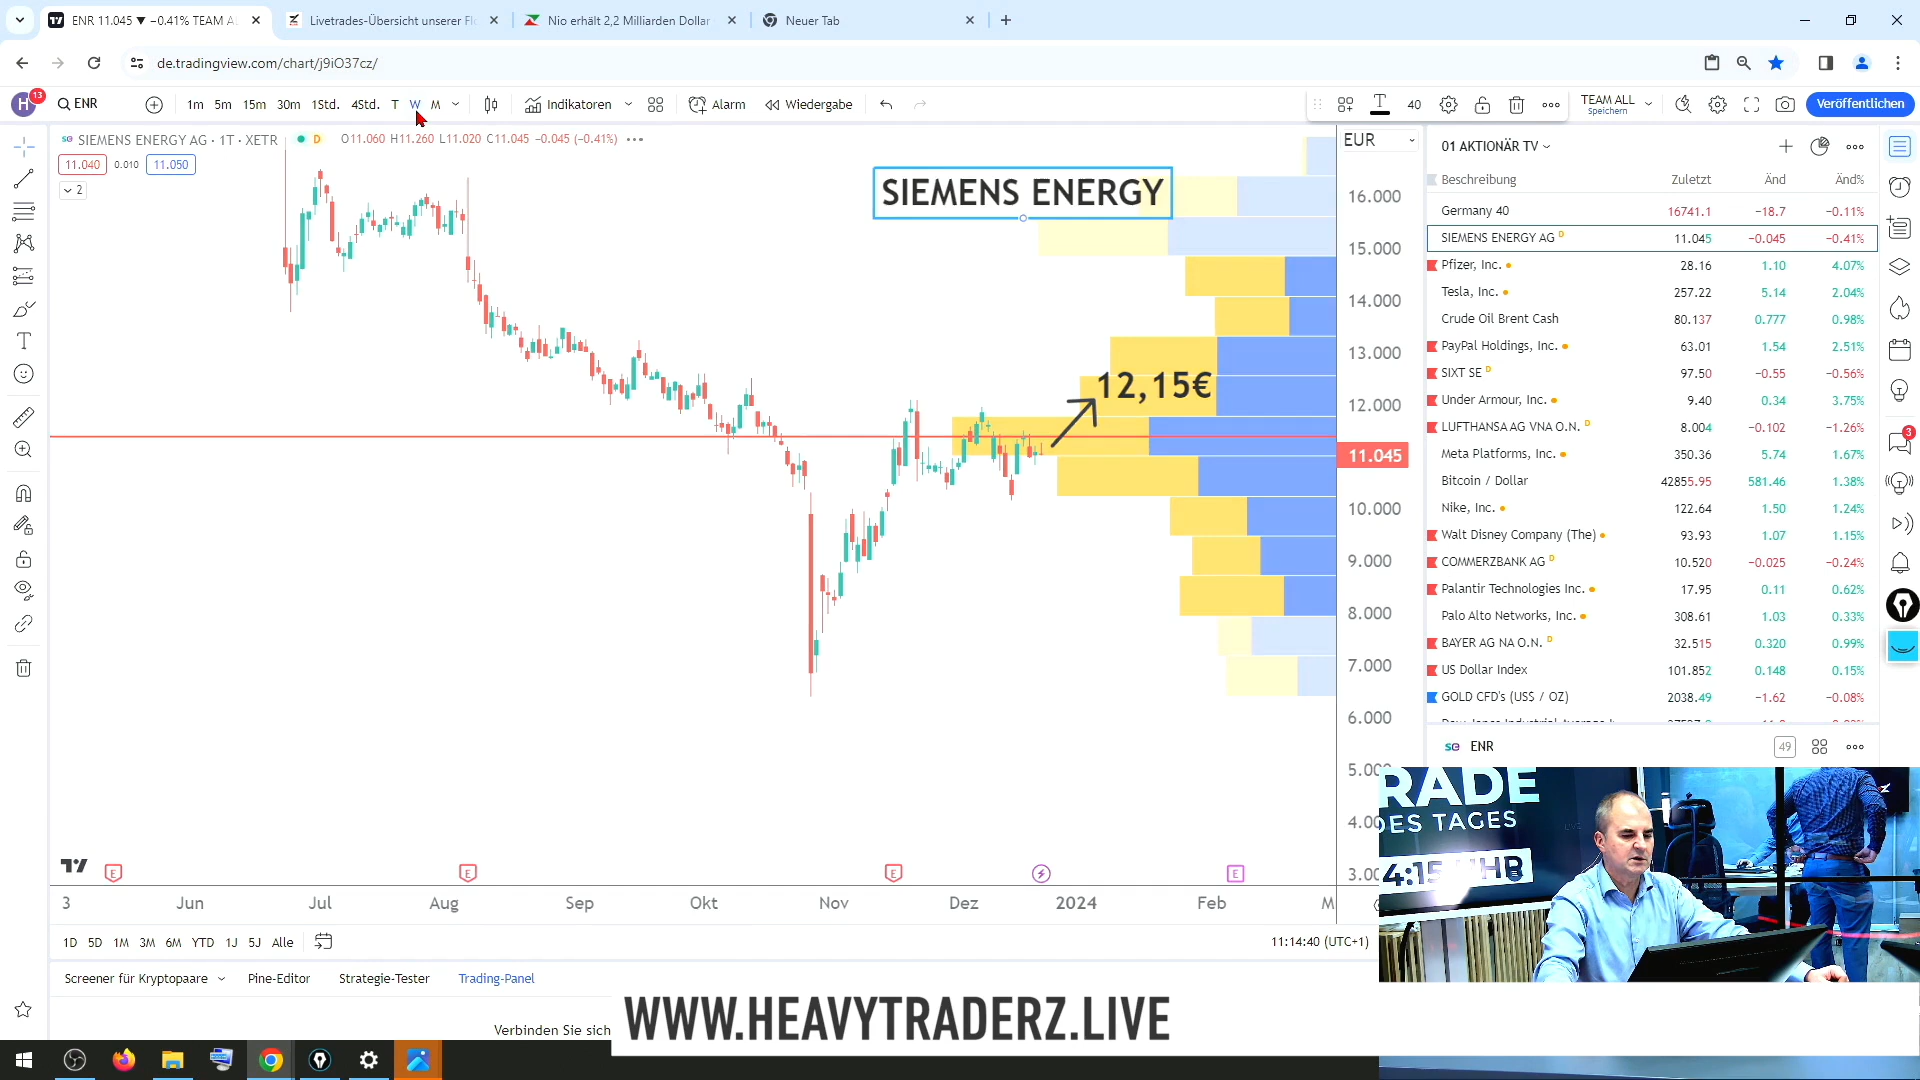 ENR 11.045 ▼ −0.41% TEAM A
Livetrades-Übersicht unserer Fl
Nio erhält 2,2 Milliarden Dollar
Neuer Tab
de.tradingview.com/chart/j9iO37cz/
H 13
ENR
1m 5m 15m 30m 1Std. 4Std. T W M
Indikatoren
Alarm
Wiedergabe
40
TEAM ALL
Speichern
Veröffentlichen
SIEMENS ENERGY AG · 1T · XETR
D
O11.060 H11.260 L11.020 C11.045 −0.045 (−0.41%)
11.040 0.010 11.050
2
SIEMENS ENERGY
12,15€
EUR
16.000
15.000
14.000
13.000
12.000
11.045
10.000
9.000
8.000
7.000
6.000
5.00
4.00
3.00
E E E E
3 Jun Jul Aug Sep Okt Nov Dez 2024 Feb M
1D 5D 1M 3M 6M YTD 1J 5J Alle
11:14:40 (UTC+1)
Screener für Kryptopaare Pine-Editor Strategie-Tester Trading-Panel
Verbinden Sie sich
WWW.HEAVYTRADERZ.LIVE
01 AKTIONÄR TV
Beschreibung Zuletzt Änd Änd%
Germany 40 16741.1 −18.7 −0.11%
SIEMENS ENERGY AG D 11.045 −0.045 −0.41%
Pfizer, Inc. 28.16 1.10 4.07%
Tesla, Inc. 257.22 5.14 2.04%
Crude Oil Brent Cash 80.137 0.777 0.98%
PayPal Holdings, Inc. 63.01 1.54 2.51%
SIXT SE D 97.50 −0.55 −0.56%
Under Armour, Inc. 9.40 0.34 3.75%
LUFTHANSA AG VNA O.N. D 8.004 −0.102 −1.26%
Meta Platforms, Inc. 350.36 5.74 1.67%
Bitcoin / Dollar 42855.95 581.46 1.38%
Nike, Inc. 122.64 1.50 1.24%
Walt Disney Company (The) 93.93 1.07 1.15%
COMMERZBANK AG D 10.520 −0.025 −0.24%
Palantir Technologies Inc. 17.95 0.11 0.62%
Palo Alto Networks, Inc. 308.61 1.03 0.33%
BAYER AG NA O.N. D 32.515 0.320 0.99%
US Dollar Index 101.852 0.148 0.15%
GOLD CFD's (US$ / OZ) 2038.49 −1.62 −0.08%
ENR
49
3
RADE
DES TAGES
4:15 UHR